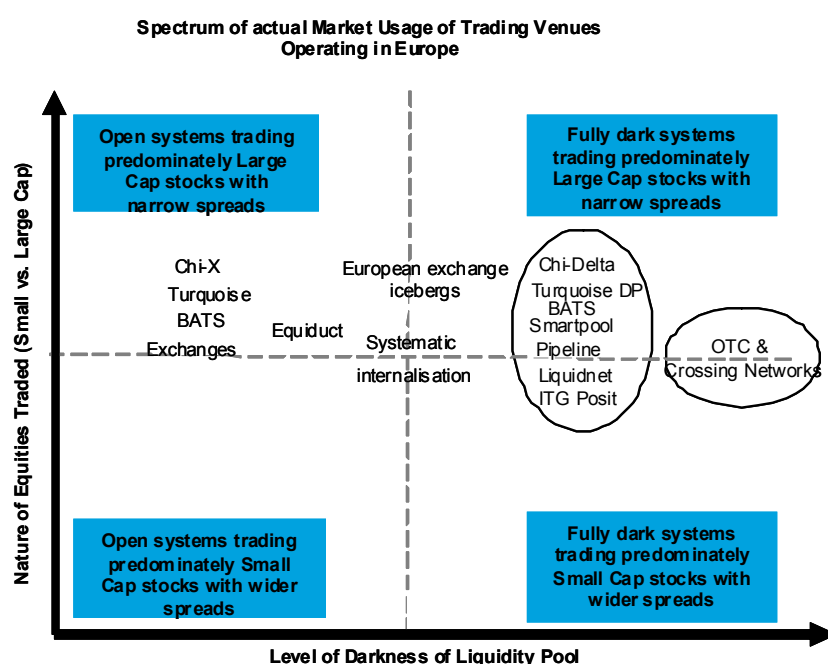 Spectrum of actual Market Usage of Trading Venues
Operating in Europe
Nature of Equities Traded (Small vs. Large Cap)
Open systems trading
predominately Large
Cap stocks with
narrow spreads
Fully dark systems
trading predominately
Large Cap stocks with
narrow spreads
Chi-X
Turquoise
BATS
Exchanges
Equiduct
European exchange
icebergs
Systematic
internalisation
Chi-Delta
Turquoise DP
BATS
Smartpool
Pipeline
Liquidnet
ITG Posit
OTC &
Crossing Networks
Open systems trading
predominately Small
Cap stocks with wider
spreads
Fully dark systems
trading predominately
Small Cap stocks with
wider spreads
Level of Darkness of Liquidity Pool